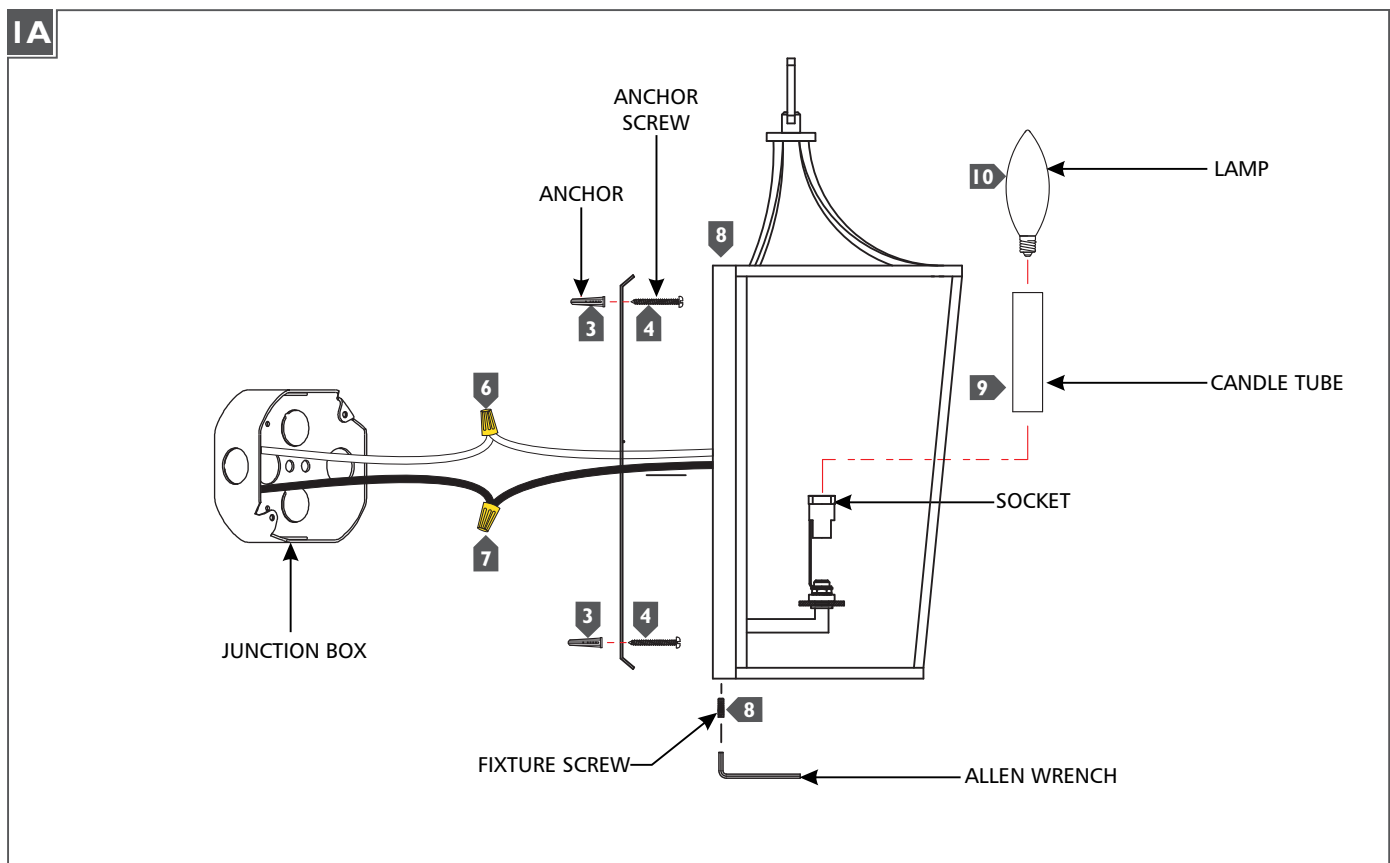 1A
ANCHOR
SCREW
ANCHOR
LAMP
10
8
3
4
6
9
CANDLE TUBE
SOCKET
7
3
4
JUNCTION BOX
8
FIXTURE SCREW
ALLEN WRENCH